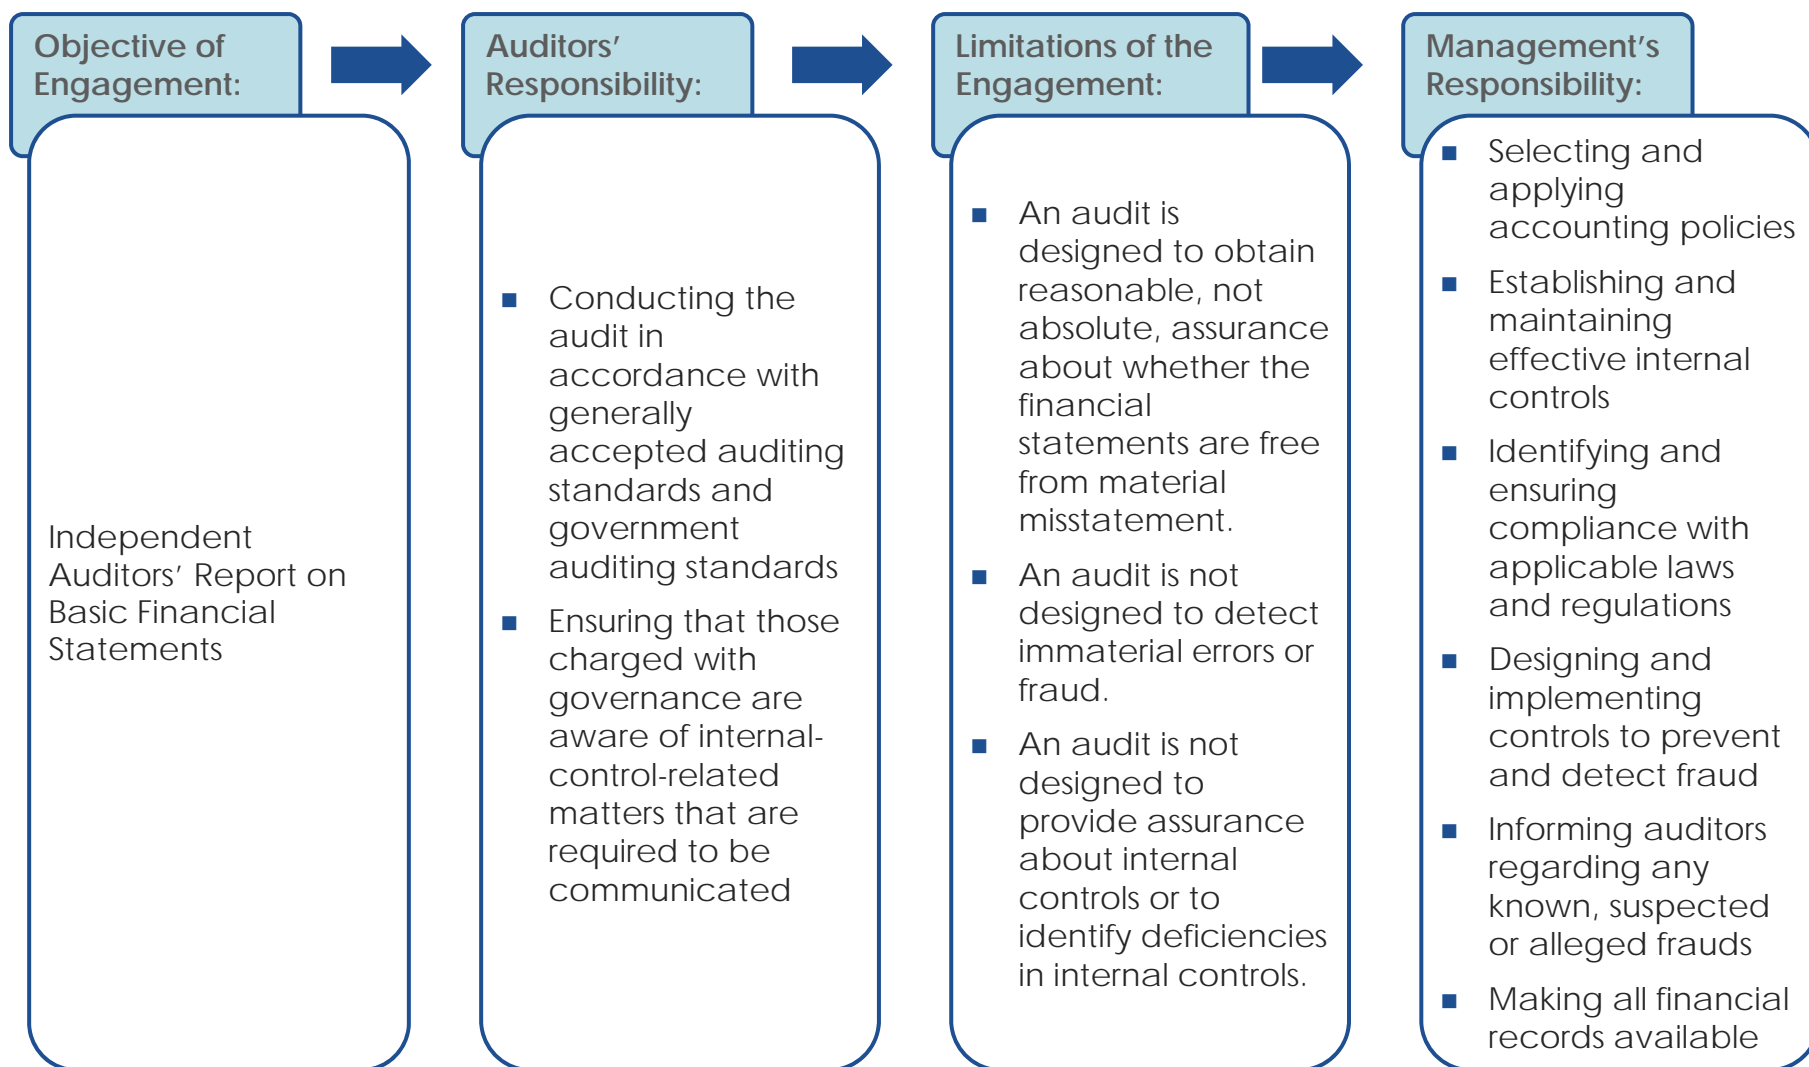 Objective of
Engagement:
Independent
Auditors’ Report on
Basic Financial
Statements
Auditors’
Responsibility:
■ Conducting the
audit in
accordance with
generally
accepted auditing
standards and
government
auditing standards
■ Ensuring that those
charged with
governance are
aware of internal-
control-related
matters that are
required to be
communicated
Limitations of the
Engagement:
■ An audit is
designed to obtain
reasonable, not
absolute, assurance
about whether the
financial
statements are free
from material
misstatement.
■ An audit is not
designed to detect
immaterial errors or
fraud.
■ An audit is not
designed to
provide assurance
about internal
controls or to
identify deficiencies
in internal controls.
Management’s
Responsibility:
■ Selecting and
applying
accounting policies
■ Establishing and
maintaining
effective internal
controls
■ Identifying and
ensuring
compliance with
applicable laws
and regulations
■ Designing and
implementing
controls to prevent
and detect fraud
■ Informing auditors
regarding any
known, suspected
or alleged frauds
■ Making all financial
records available